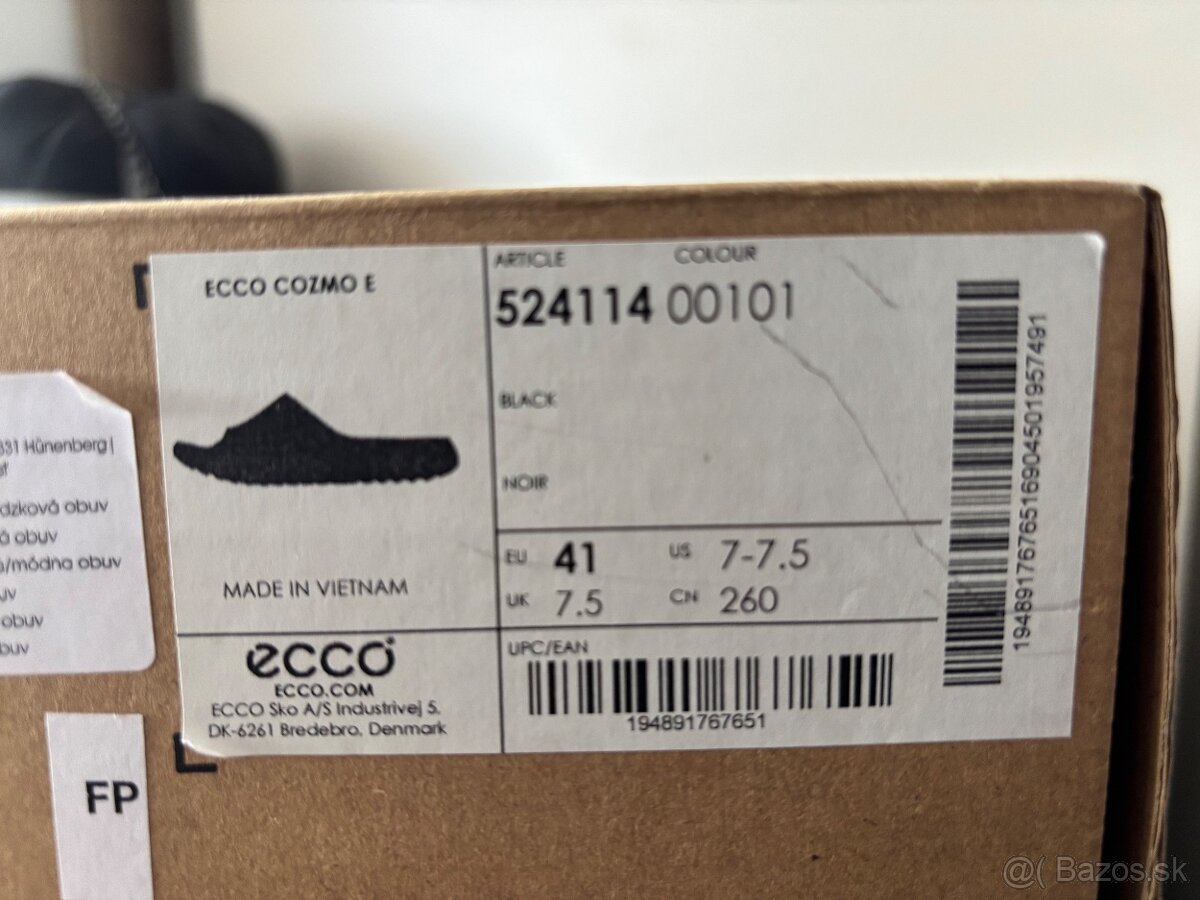 ECCO COZMO E
MADE IN VIETNAM
ecco
ECCO.COM
ECCO Sko A/S Industrivej 5.
DK-6261 Bredebro, Denmark
ARTICLE COLOUR
524114 00101
BLACK
NOIR
EU 41 US 7-7.5
UK 7.5 CN 260
UPC/EAN
194891767651
1948917676516904501957491
331 Hünenberg |
dzková obuv
á obuv
/módna obuv
uv
obuv
buv
FP
@( Bazos.sk